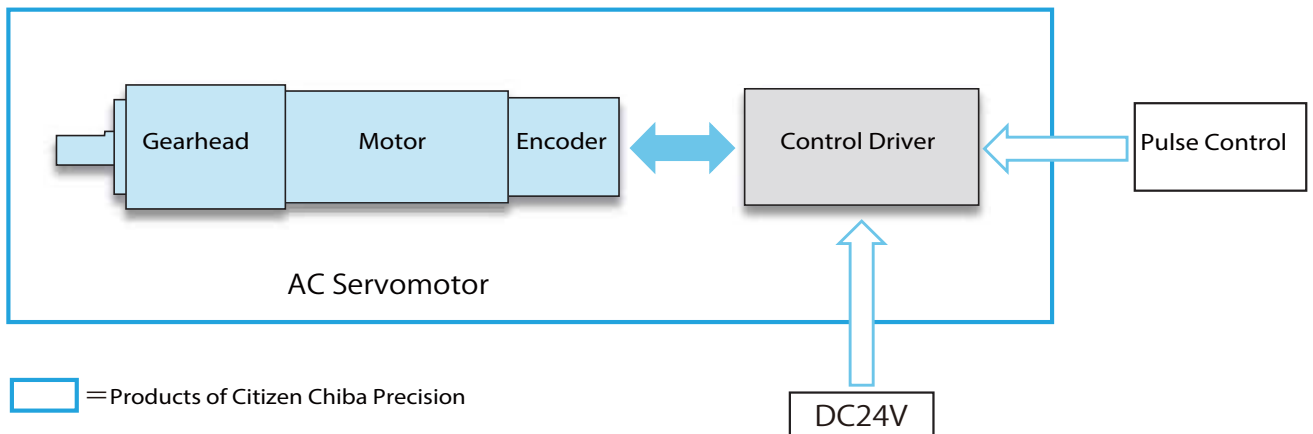 Gearhead
Motor
Encoder
Control Driver
Pulse Control
AC Servomotor
=Products of Citizen Chiba Precision
DC24V